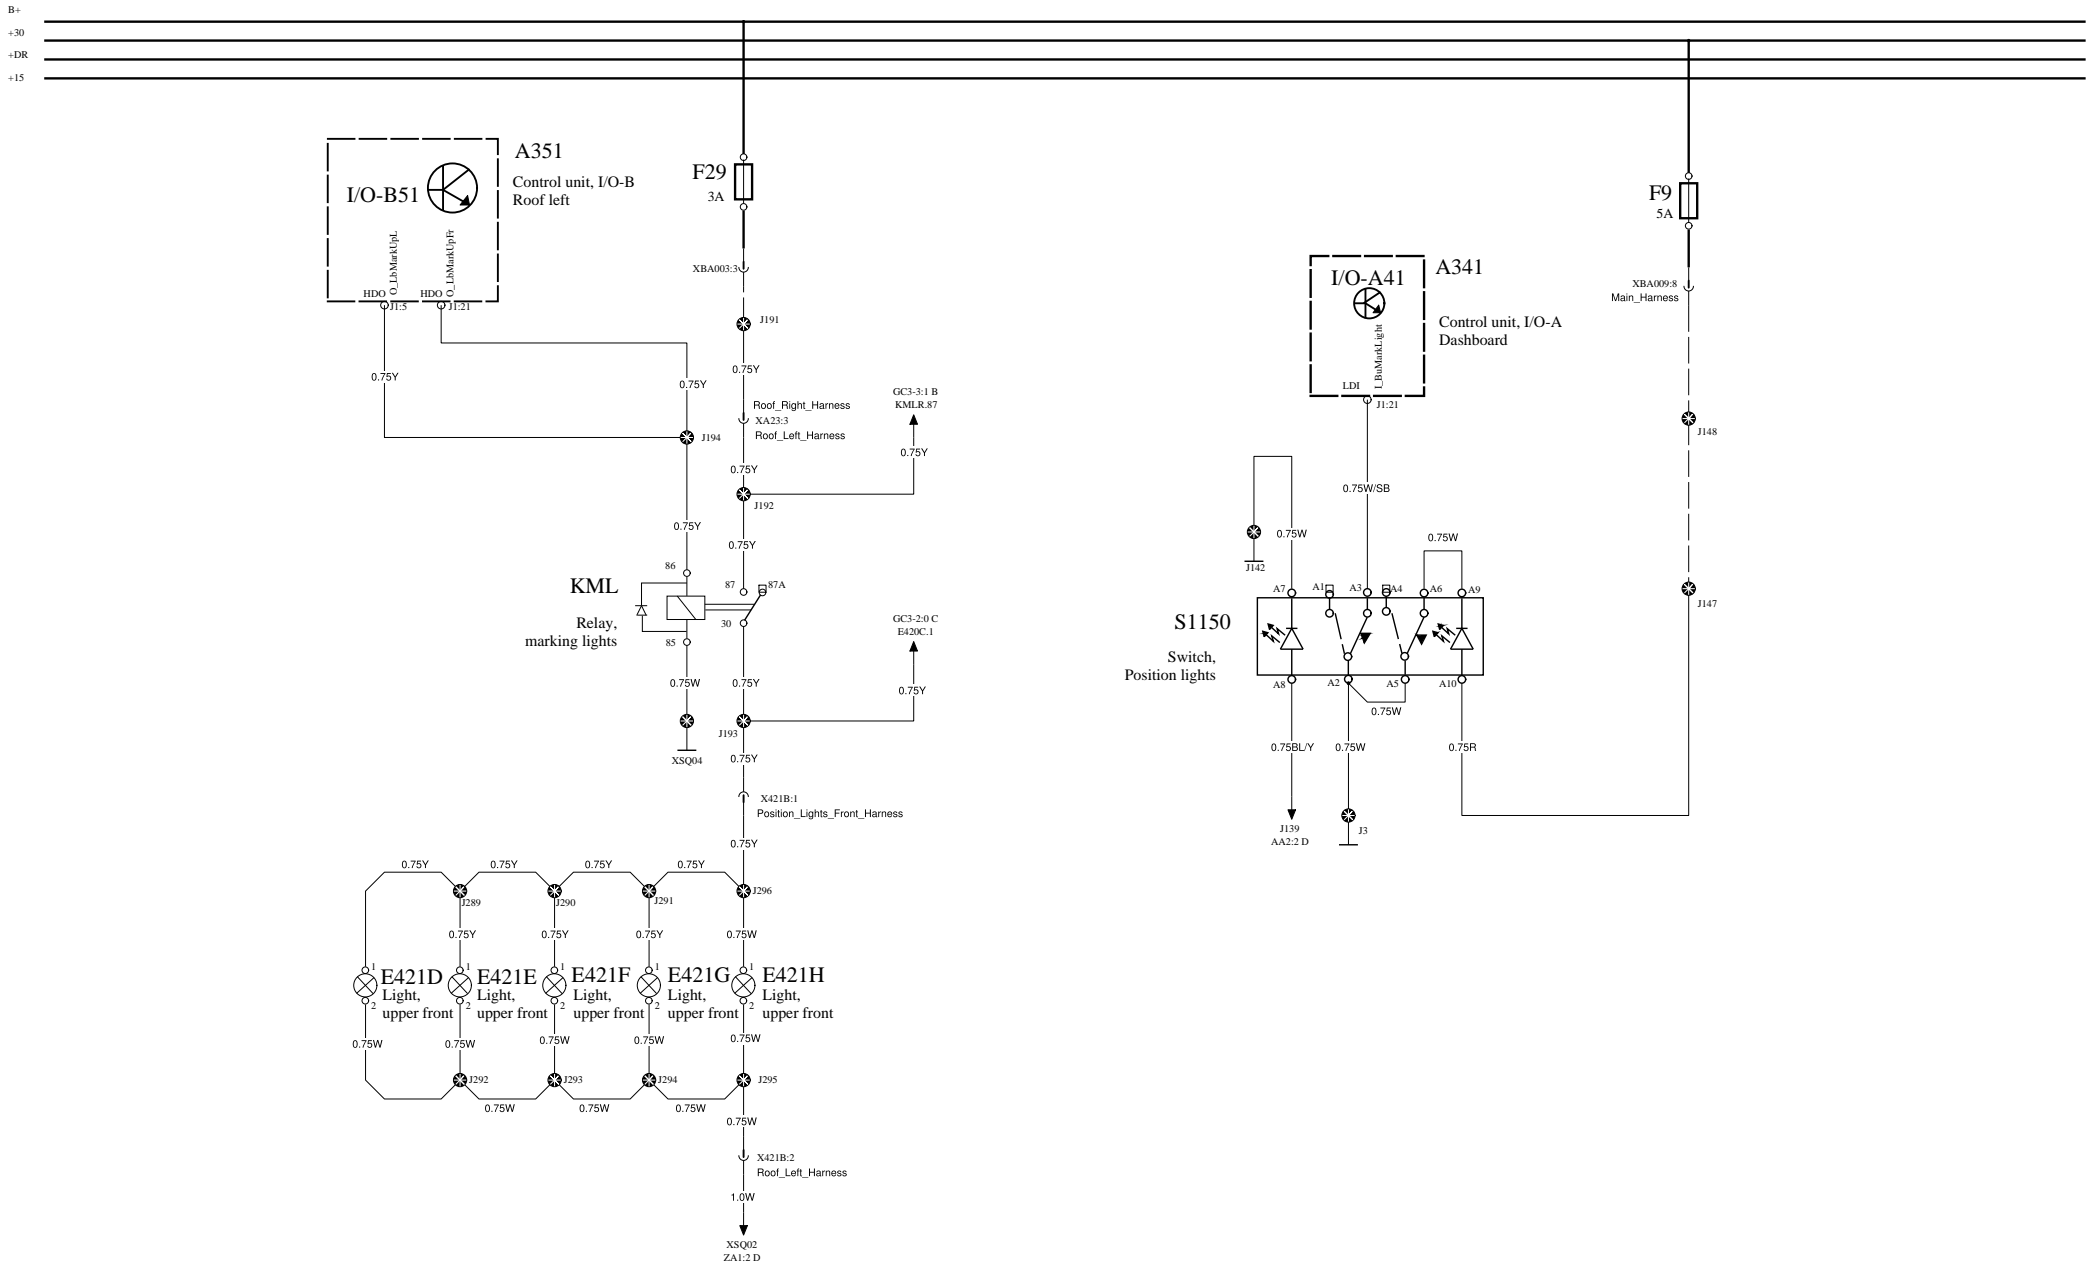 B+
+30
+DR
+15
A351
Control unit, I/O-B
Roof left
I/O-B51
O_LbMarkUpL
O_LbMarkUpFr
HDO
HDO
J1:5
J1:21
0.75Y
0.75Y
J194
0.75Y
F29
3A
XBA003:3
J191
0.75Y
Roof_Right_Harness
XA23:3
Roof_Left_Harness
0.75Y
J192
GC3-3:1 B
KMLR.87
0.75Y
0.75Y
KML
Relay,
marking lights
86
87
87A
30
85
0.75W
XSQ04
0.75Y
GC3-2:0 C
E420C.1
0.75Y
J193
0.75Y
X421B:1
Position_Lights_Front_Harness
0.75Y
0.75Y
0.75Y
0.75Y
0.75Y
J289
J290
J291
J296
0.75Y
0.75Y
0.75Y
0.75W
1
1
1
1
1
E421D
Light,
upper front
E421E
Light,
upper front
E421F
Light,
upper front
E421G
Light,
upper front
E421H
Light,
upper front
2
2
2
2
2
0.75W
0.75W
0.75W
0.75W
0.75W
J292
J293
J294
J295
0.75W
0.75W
0.75W
0.75W
X421B:2
Roof_Left_Harness
1.0W
XSQ02
ZA1:2 D
I/O-A41
A341
Control unit, I/O-A
Dashboard
I_BuMarkLight
LDI
J1:21
0.75W/SB
0.75W
J142
0.75W
A7
A1
A3
A4
A6
A9
S1150
Switch,
Position lights
A8
A2
A5
A10
0.75W
0.75BL/Y
0.75W
0.75R
J139
AA2:2 D
J3
F9
5A
XBA009:8
Main_Harness
J148
J147